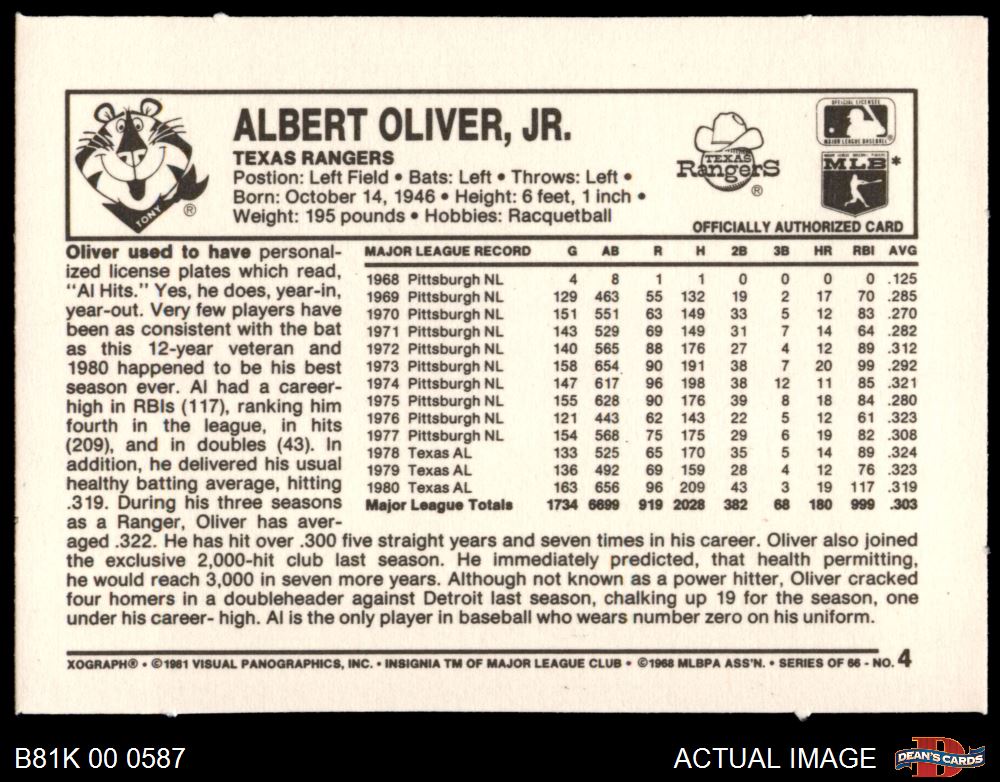 ALBERT OLIVER, JR.
TEXAS RANGERS
Postion: Left Field • Bats: Left • Throws: Left •
Born: October 14, 1946 • Height: 6 feet, 1 inch •
Weight: 195 pounds • Hobbies: Racquetball
TONY ®
TEXAS
Rangers
®
OFFICIAL LICENSEE
MAJOR LEAGUE BASEBALL
MLB *
OFFICIALLY AUTHORIZED CARD
Oliver used to have personal-
ized license plates which read,
"Al Hits." Yes, he does, year-in,
year-out. Very few players have
been as consistent with the bat
as this 12-year veteran and
1980 happened to be his best
season ever. Al had a career-
high in RBIs (117), ranking him
fourth in the league, in hits
(209), and in doubles (43). In
addition, he delivered his usual
healthy batting average, hitting
.319. During his three seasons
as a Ranger, Oliver has aver-
aged .322. He has hit over .300 five straight years and seven times in his career. Oliver also joined
the exclusive 2,000-hit club last season. He immediately predicted, that health permitting,
he would reach 3,000 in seven more years. Although not known as a power hitter, Oliver cracked
four homers in a doubleheader against Detroit last season, chalking up 19 for the season, one
under his career- high. Al is the only player in baseball who wears number zero on his uniform.
MAJOR LEAGUE RECORD G AB R H 2B 3B HR RBI AVG
1968 Pittsburgh NL 4 8 1 1 0 0 0 0 .125
1969 Pittsburgh NL 129 463 55 132 19 2 17 70 .285
1970 Pittsburgh NL 151 551 63 149 33 5 12 83 .270
1971 Pittsburgh NL 143 529 69 149 31 7 14 64 .282
1972 Pittsburgh NL 140 565 88 176 27 4 12 89 .312
1973 Pittsburgh NL 158 654 90 191 38 7 20 99 .292
1974 Pittsburgh NL 147 617 96 198 38 12 11 85 .321
1975 Pittsburgh NL 155 628 90 176 39 8 18 84 .280
1976 Pittsburgh NL 121 443 62 143 22 5 12 61 .323
1977 Pittsburgh NL 154 568 75 175 29 6 19 82 .308
1978 Texas AL 133 525 65 170 35 5 14 89 .324
1979 Texas AL 136 492 69 159 28 4 12 76 .323
1980 Texas AL 163 656 96 209 43 3 19 117 .319
Major League Totals 1734 6699 919 2028 382 68 180 999 .303
XOGRAPH® • ©1981 VISUAL PANOGRAPHICS, INC. • INSIGNIA TM OF MAJOR LEAGUE CLUB • ©1968 MLBPA ASS'N. • SERIES OF 66 - NO. 4
B81K 00 0587
ACTUAL IMAGE
DEAN'S CARDS